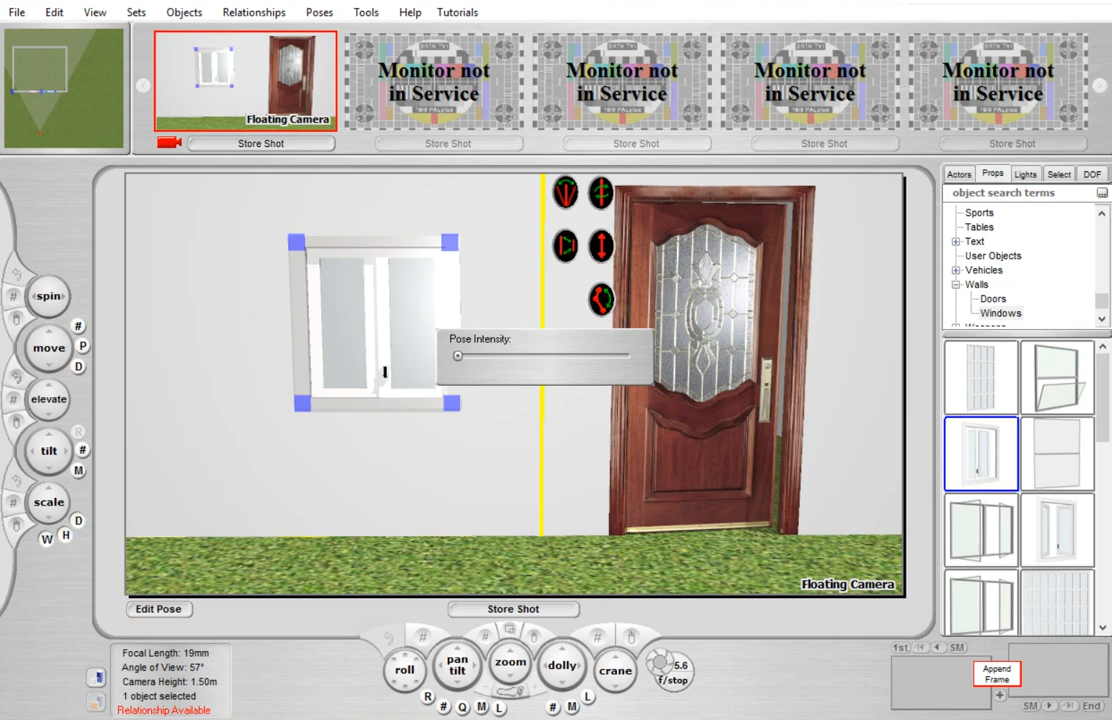 File Edit View Sets Objects Relationships Poses Tools Help Tutorials
Monitor not in Service
Monitor not in Service
Monitor not in Service
Monitor not in Service
Floating Camera
Store Shot Store Shot Store Shot Store Shot Store Shot
Actors Props Lights Select DOF
object search terms
Sports
Tables
Text
User Objects
Vehicles
Walls
Doors
Windows
spin
#
move
#
P
D
elevate
#
tilt
R
#
M
scale
#
D
H
W
Pose Intensity:
Floating Camera
Edit Pose Store Shot
Focal Length: 19mm
Angle of View: 57°
Camera Height: 1.50m
1 object selected
Relationship Available
# # # #
roll pan tilt zoom dolly crane 5.6 f/stop
R # Q M L # M L
1st SM
Append Frame
SM End